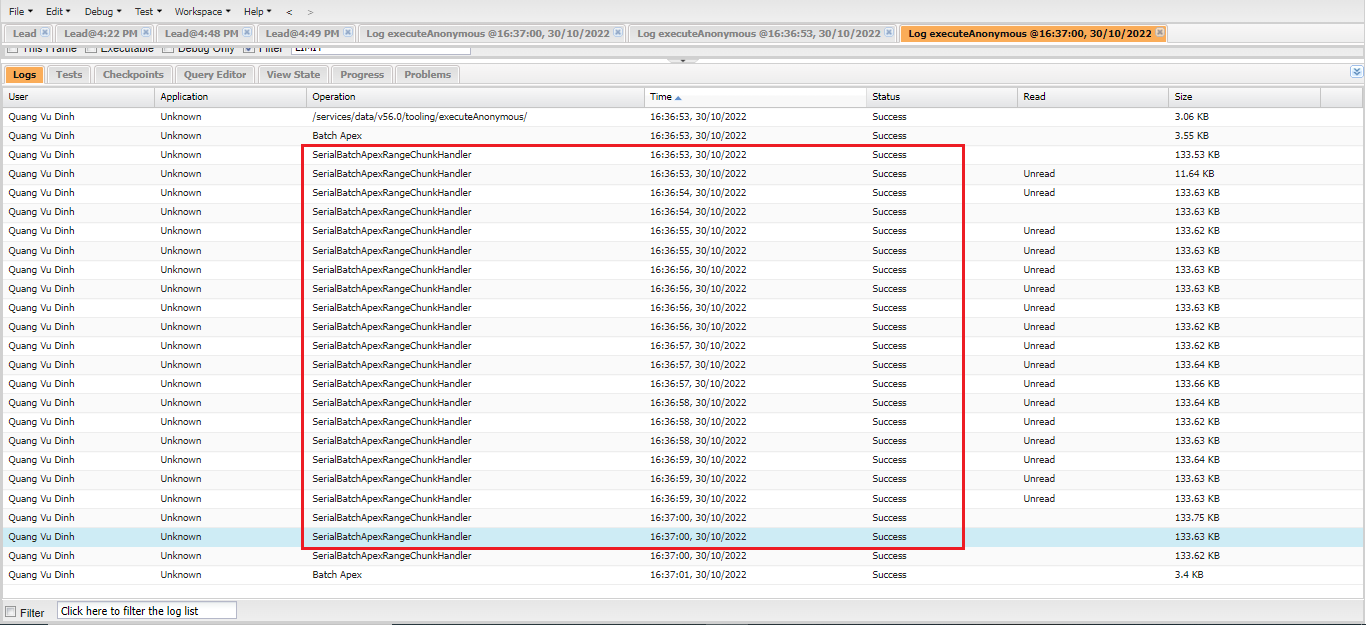 File Edit Debug Test Workspace Help < >
Lead Lead@4:22 PM Lead@4:48 PM Lead@4:49 PM Log executeAnonymous @16:37:00, 30/10/2022 Log executeAnonymous @16:36:53, 30/10/2022 Log executeAnonymous @16:37:00, 30/10/2022
This Frame Executable Debug Only Filter LIMIT
Logs Tests Checkpoints Query Editor View State Progress Problems
User Application Operation Time Status Read Size
Quang Vu Dinh Unknown /services/data/v56.0/tooling/executeAnonymous/ 16:36:53, 30/10/2022 Success 3.06 KB
Quang Vu Dinh Unknown Batch Apex 16:36:53, 30/10/2022 Success 3.55 KB
Quang Vu Dinh Unknown SerialBatchApexRangeChunkHandler 16:36:53, 30/10/2022 Success 133.53 KB
Quang Vu Dinh Unknown SerialBatchApexRangeChunkHandler 16:36:53, 30/10/2022 Success Unread 11.64 KB
Quang Vu Dinh Unknown SerialBatchApexRangeChunkHandler 16:36:54, 30/10/2022 Success Unread 133.63 KB
Quang Vu Dinh Unknown SerialBatchApexRangeChunkHandler 16:36:54, 30/10/2022 Success 133.63 KB
Quang Vu Dinh Unknown SerialBatchApexRangeChunkHandler 16:36:55, 30/10/2022 Success Unread 133.62 KB
Quang Vu Dinh Unknown SerialBatchApexRangeChunkHandler 16:36:55, 30/10/2022 Success Unread 133.63 KB
Quang Vu Dinh Unknown SerialBatchApexRangeChunkHandler 16:36:56, 30/10/2022 Success Unread 133.63 KB
Quang Vu Dinh Unknown SerialBatchApexRangeChunkHandler 16:36:56, 30/10/2022 Success Unread 133.63 KB
Quang Vu Dinh Unknown SerialBatchApexRangeChunkHandler 16:36:56, 30/10/2022 Success Unread 133.63 KB
Quang Vu Dinh Unknown SerialBatchApexRangeChunkHandler 16:36:56, 30/10/2022 Success Unread 133.62 KB
Quang Vu Dinh Unknown SerialBatchApexRangeChunkHandler 16:36:57, 30/10/2022 Success Unread 133.62 KB
Quang Vu Dinh Unknown SerialBatchApexRangeChunkHandler 16:36:57, 30/10/2022 Success Unread 133.64 KB
Quang Vu Dinh Unknown SerialBatchApexRangeChunkHandler 16:36:57, 30/10/2022 Success Unread 133.66 KB
Quang Vu Dinh Unknown SerialBatchApexRangeChunkHandler 16:36:58, 30/10/2022 Success Unread 133.64 KB
Quang Vu Dinh Unknown SerialBatchApexRangeChunkHandler 16:36:58, 30/10/2022 Success Unread 133.62 KB
Quang Vu Dinh Unknown SerialBatchApexRangeChunkHandler 16:36:58, 30/10/2022 Success Unread 133.63 KB
Quang Vu Dinh Unknown SerialBatchApexRangeChunkHandler 16:36:59, 30/10/2022 Success Unread 133.64 KB
Quang Vu Dinh Unknown SerialBatchApexRangeChunkHandler 16:36:59, 30/10/2022 Success Unread 133.63 KB
Quang Vu Dinh Unknown SerialBatchApexRangeChunkHandler 16:36:59, 30/10/2022 Success Unread 133.63 KB
Quang Vu Dinh Unknown SerialBatchApexRangeChunkHandler 16:37:00, 30/10/2022 Success 133.75 KB
Quang Vu Dinh Unknown SerialBatchApexRangeChunkHandler 16:37:00, 30/10/2022 Success 133.63 KB
Quang Vu Dinh Unknown SerialBatchApexRangeChunkHandler 16:37:00, 30/10/2022 Success 133.62 KB
Quang Vu Dinh Unknown Batch Apex 16:37:01, 30/10/2022 Success 3.4 KB
Filter Click here to filter the log list